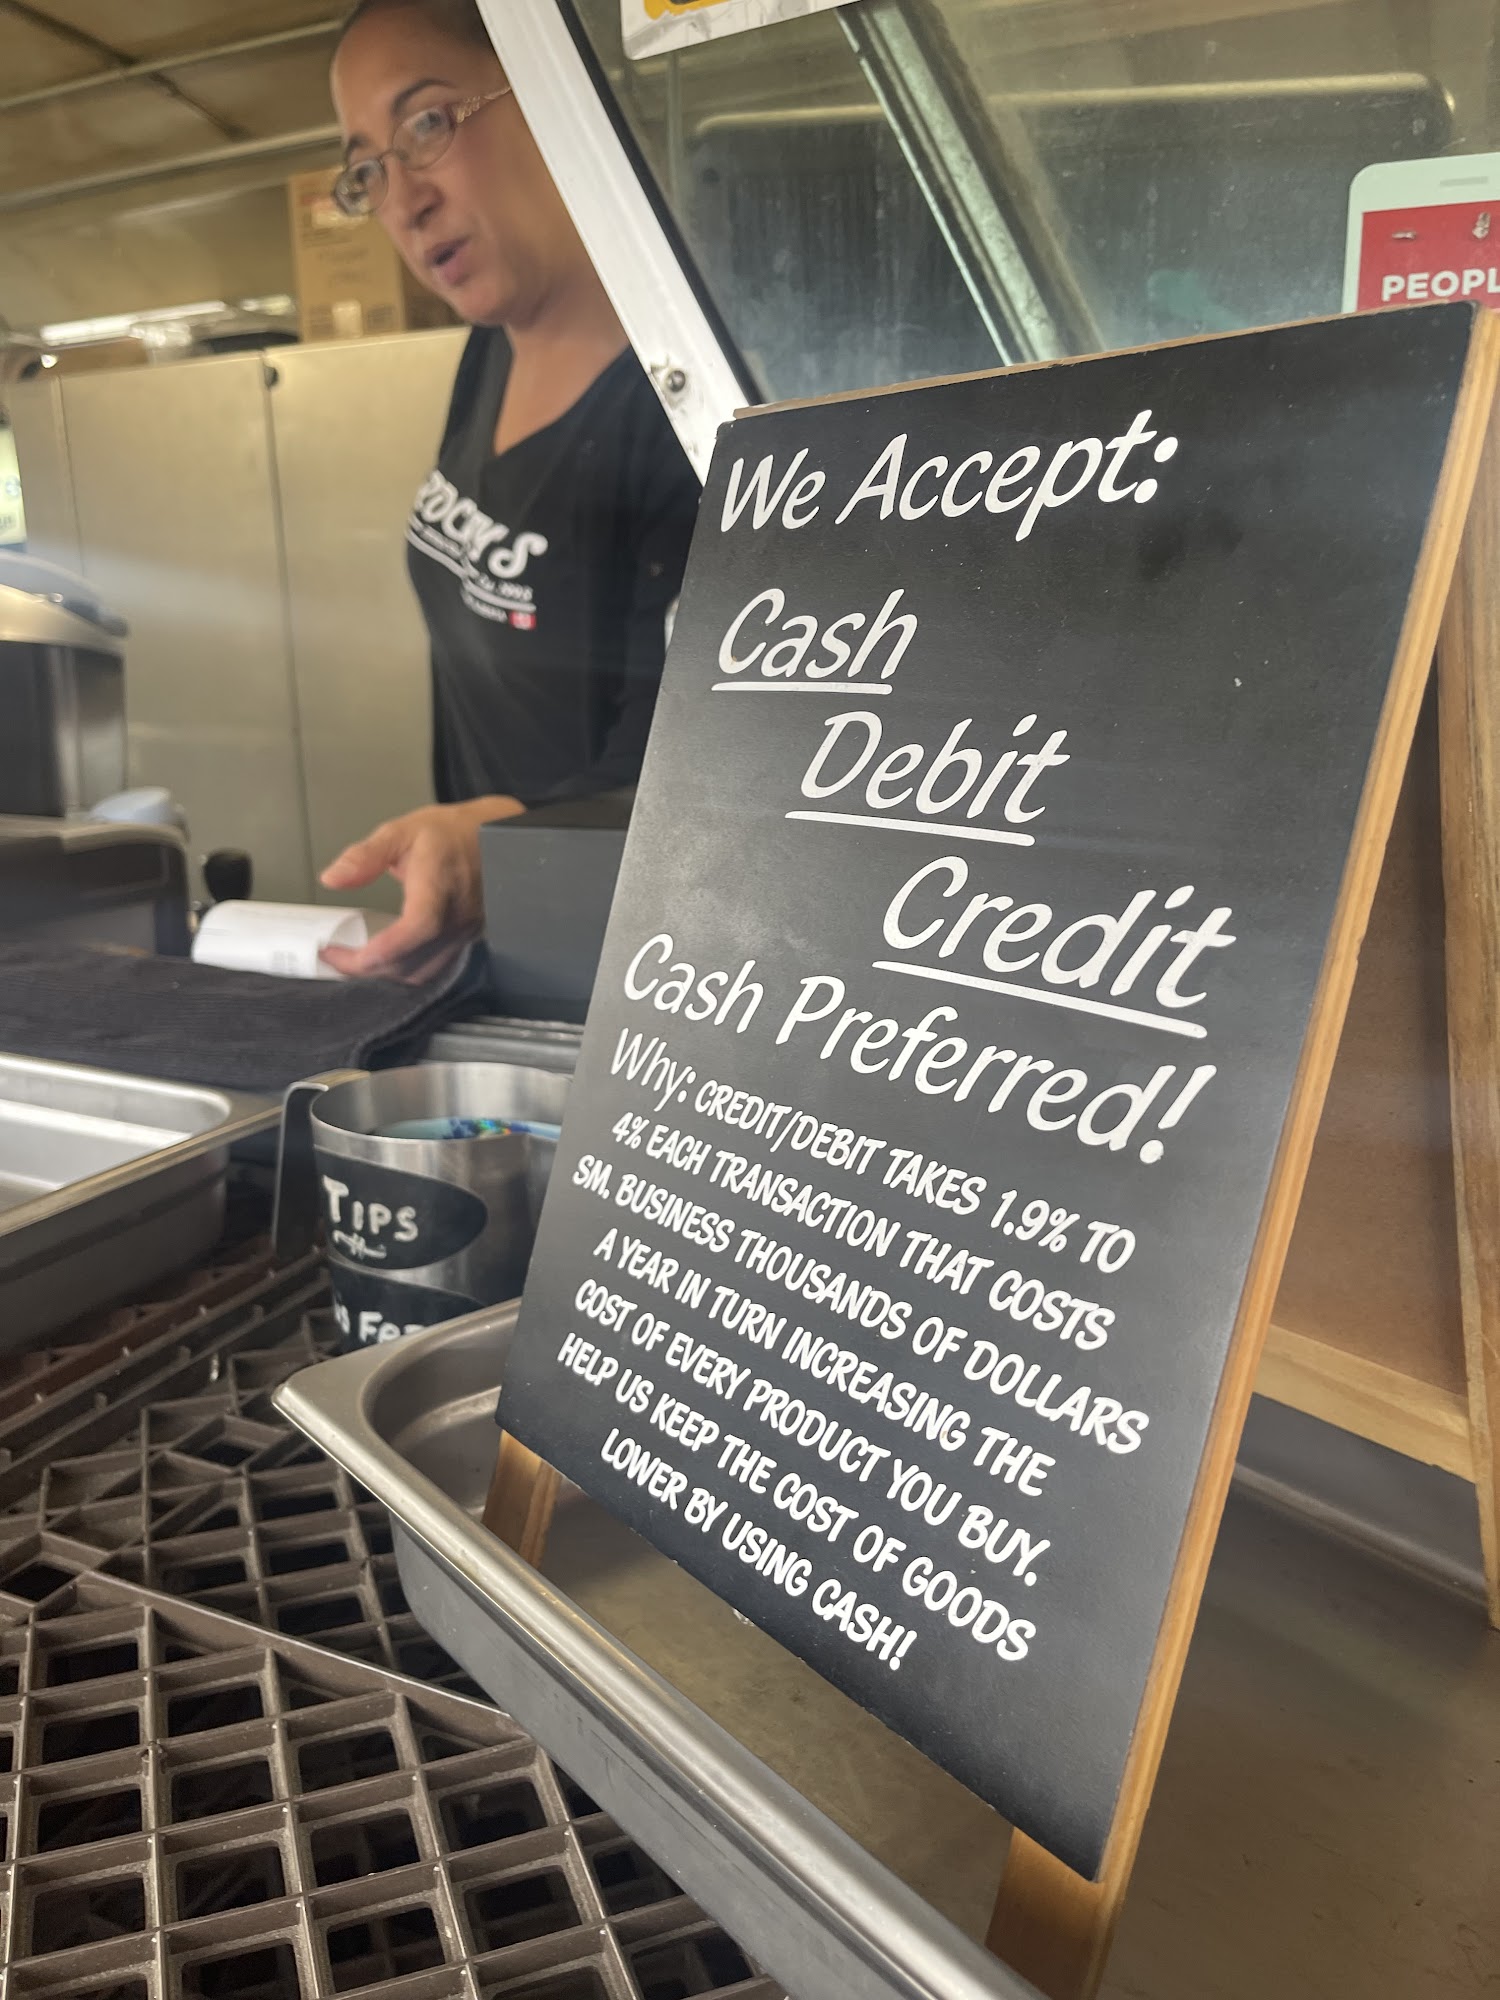 PEOPL
We Accept:
Cash
Debit
Credit
Cash Preferred!
Why: CREDIT/DEBIT TAKES 1.9% TO
4% EACH TRANSACTION THAT COSTS
SM. BUSINESS THOUSANDS OF DOLLARS
A YEAR IN TURN INCREASING THE
COST OF EVERY PRODUCT YOU BUY.
HELP US KEEP THE COST OF GOODS
LOWER BY USING CASH!
TIPS